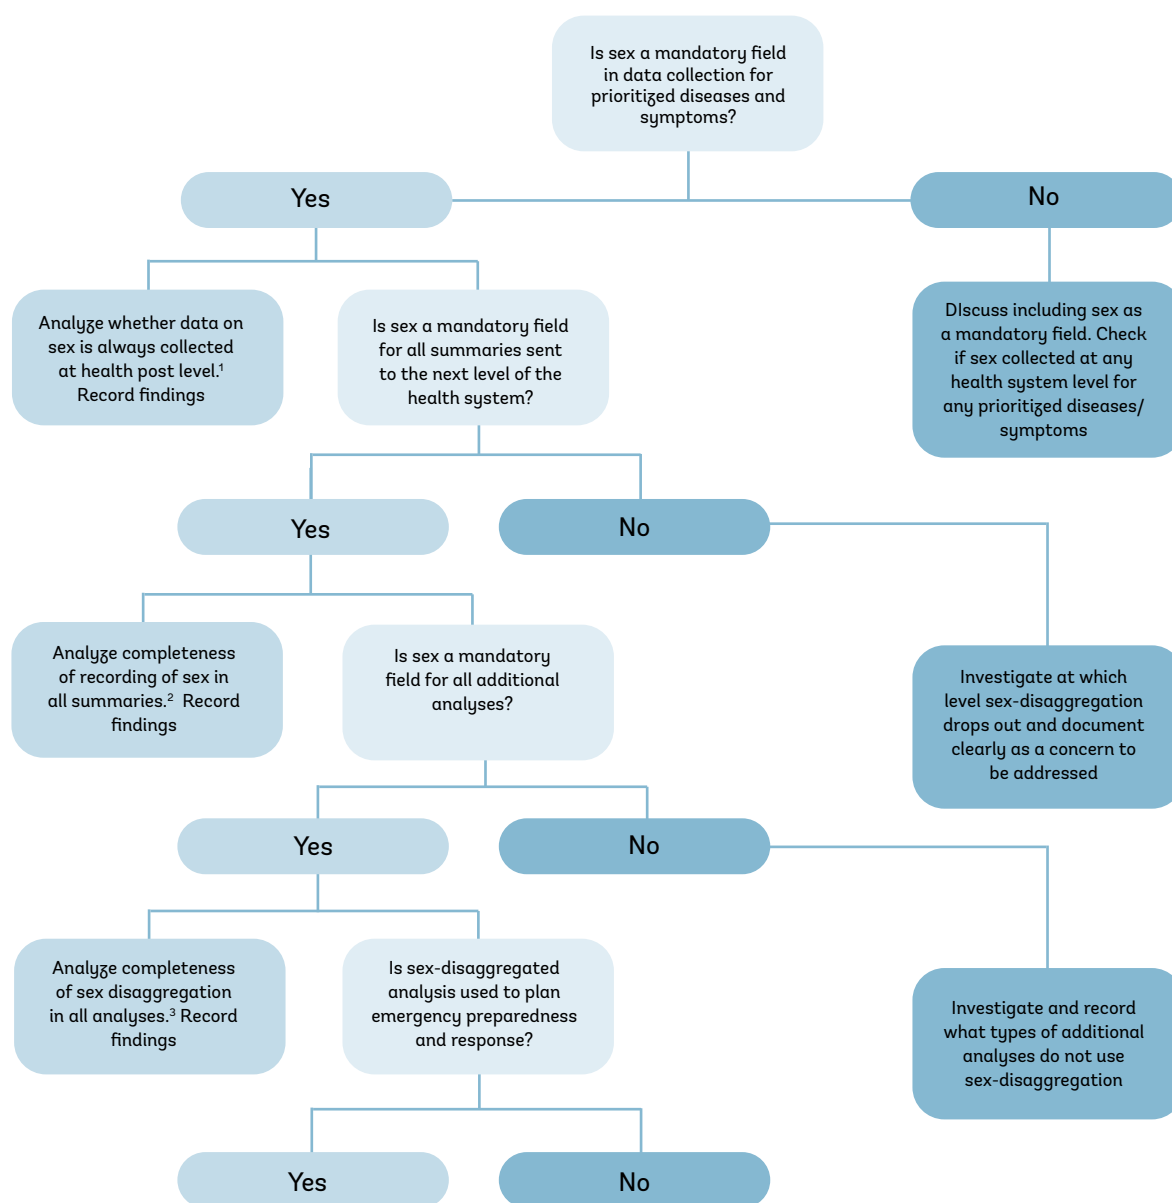 Is sex a mandatory field
in data collection for
prioritized diseases and
symptoms?
Yes
No
Analyze whether data on
sex is always collected
at health post level.¹
Record findings
Is sex a mandatory field
for all summaries sent
to the next level of the
health system?
DIscuss including sex as
a mandatory field. Check
if sex collected at any
health system level for
any prioritized diseases/
symptoms
Yes
No
Analyze completeness
of recording of sex in
all summaries.² Record
findings
Is sex a mandatory
field for all additional
analyses?
Investigate at which
level sex-disaggregation
drops out and document
clearly as a concern to
be addressed
Yes
No
Analyze completeness
of sex disaggregation
in all analyses.³ Record
findings
Is sex-disaggregated
analysis used to plan
emergency preparedness
and response?
Investigate and record
what types of additional
analyses do not use
sex-disaggregation
Yes
No